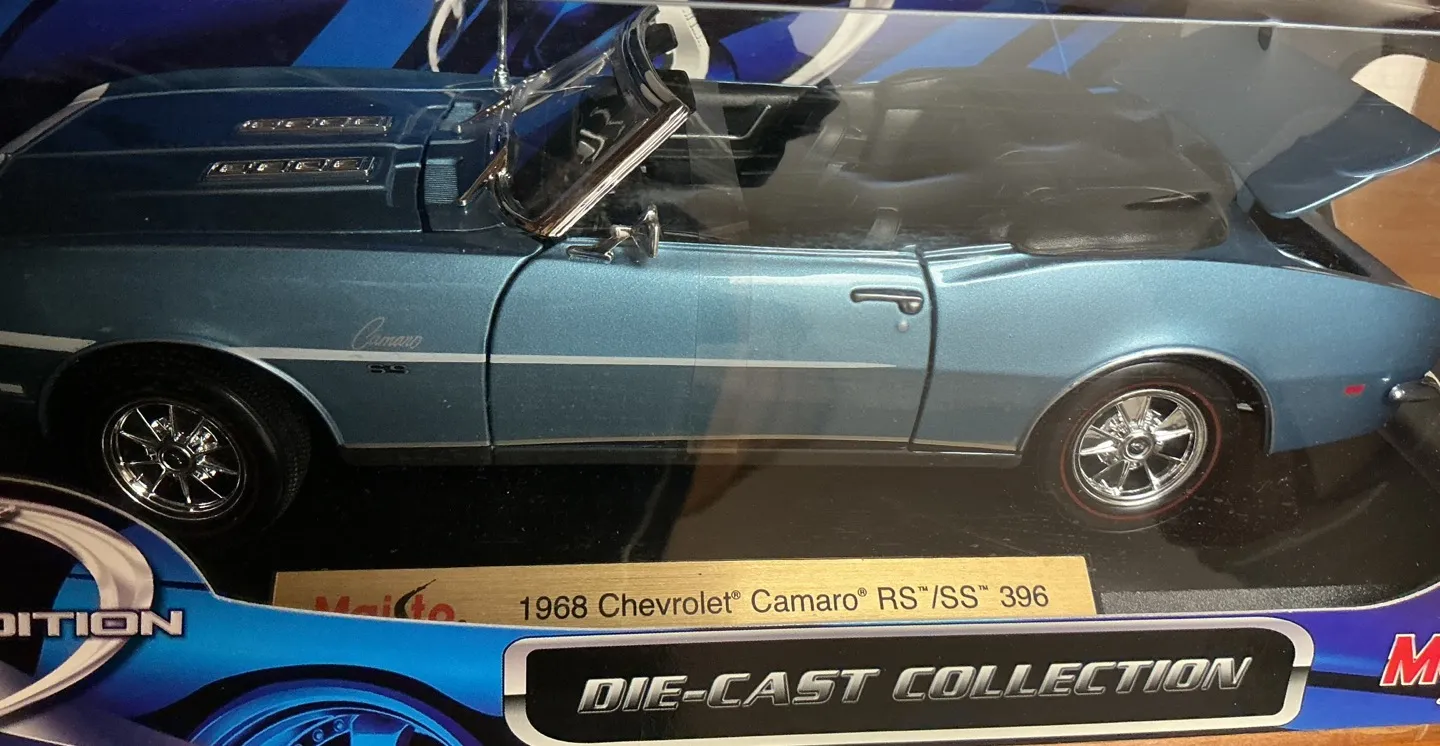 Camaro
SS
Maisto
1968 Chevrolet® Camaro® RS™/SS™ 396
DITION
DIE-CAST COLLECTION
M